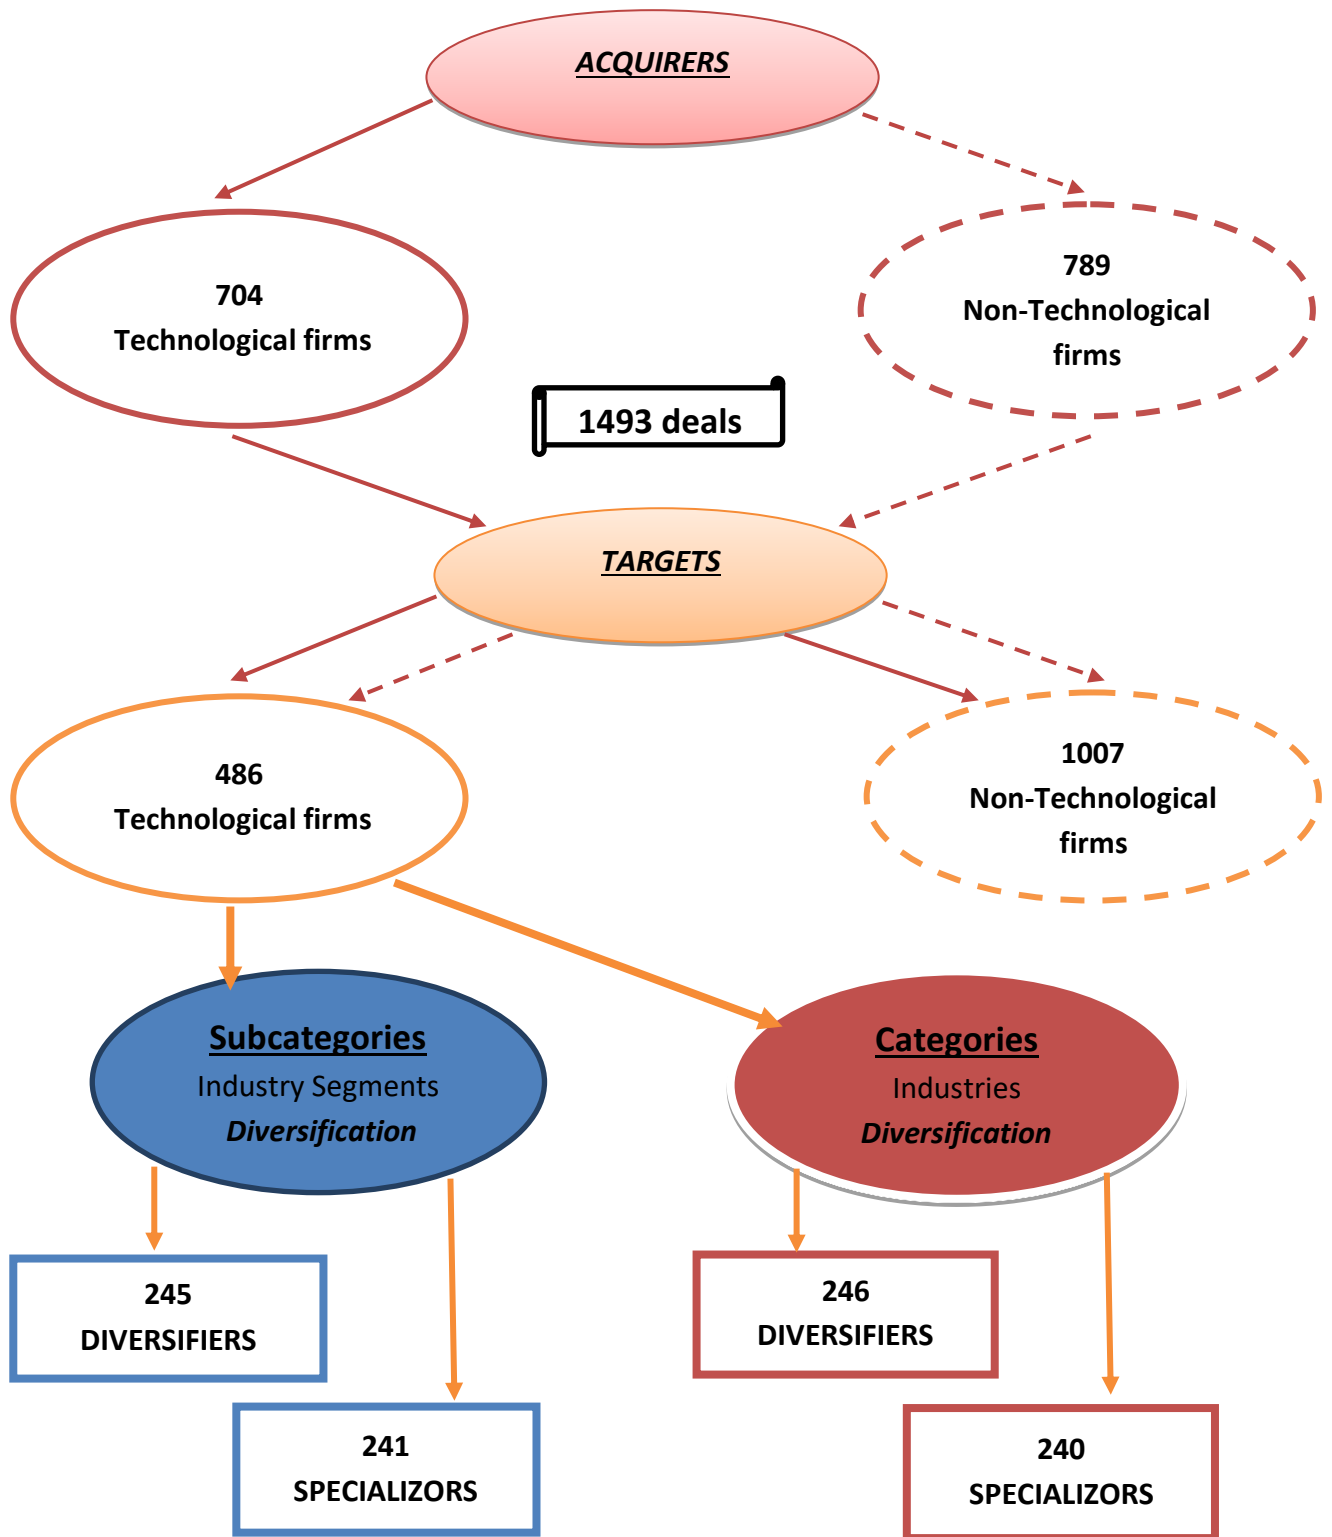 ACQUIRERS
704
Technological firms
789
Non-Technological
firms
1493 deals
TARGETS
486
Technological firms
1007
Non-Technological
firms
Subcategories
Industry Segments
Diversification
Categories
Industries
Diversification
245
DIVERSIFIERS
246
DIVERSIFIERS
241
SPECIALIZORS
240
SPECIALIZORS